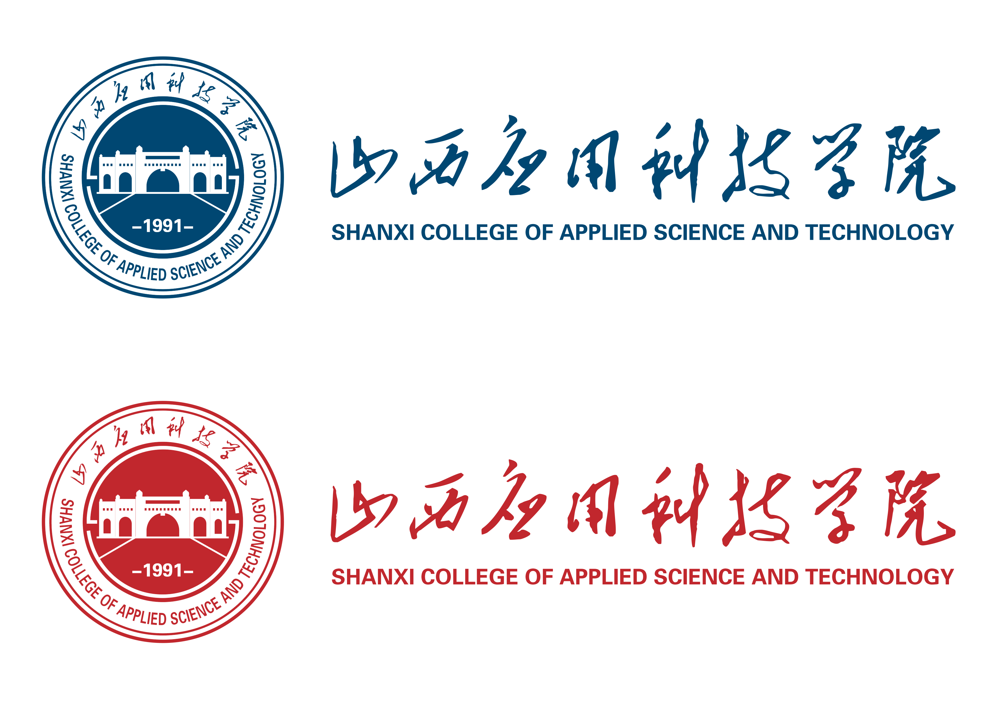 山西应用科技学院
SHANXI COLLEGE OF APPLIED SCIENCE AND TECHNOLOGY
–1991–
山西应用科技学院
SHANXI COLLEGE OF APPLIED SCIENCE AND TECHNOLOGY
山西应用科技学院
SHANXI COLLEGE OF APPLIED SCIENCE AND TECHNOLOGY
–1991–
山西应用科技学院
SHANXI COLLEGE OF APPLIED SCIENCE AND TECHNOLOGY